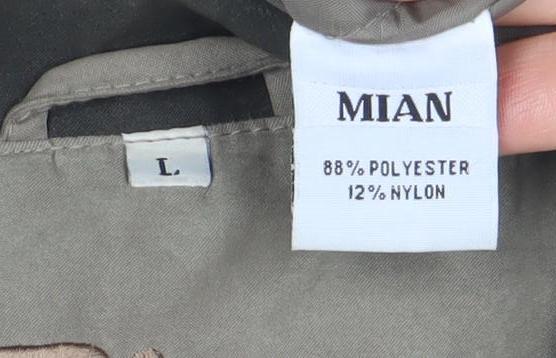 MIAN
88% POLYESTER
12% NYLON
L